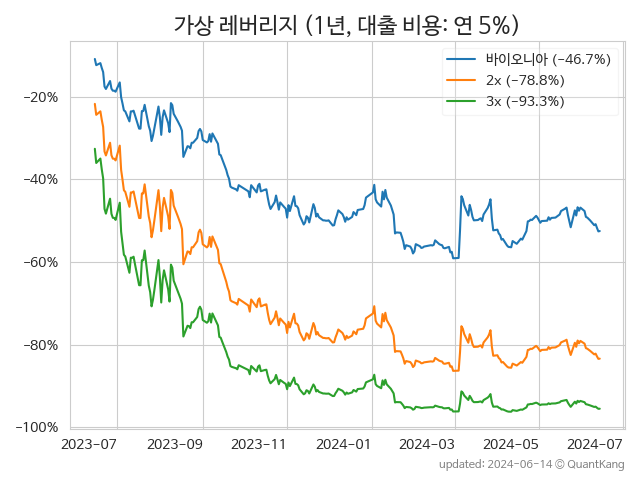 가상 레버리지 (1년, 대출 비용: 연 5%)
바이오니아 (−46.7%)
2x (−78.8%)
3x (−93.3%)
−20%
−40%
−60%
−80%
−100%
2023-07 2023-09 2023-11 2024-01 2024-03 2024-05 2024-07
updated: 2024-06-14 © QuantKang